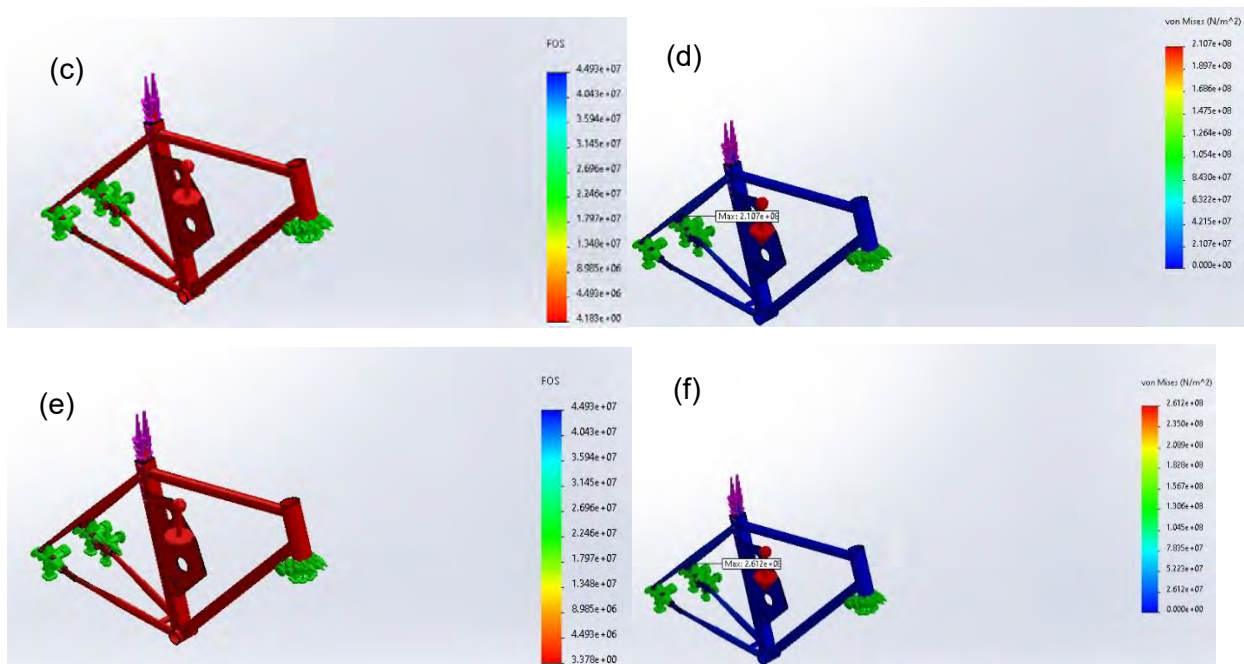 (c)
FOS
4.493e+07
4.043e+07
3.594e+07
3.145e+07
2.696e+07
2.246e+07
1.797e+07
1.348e+07
8.985e+06
4.493e+06
4.183e+00
(d)
von Mises (N/m^2)
2.107e+08
1.897e+08
1.686e+08
1.475e+08
1.264e+08
1.054e+08
8.430e+07
6.322e+07
4.215e+07
2.107e+07
0.000e+00
Max: 2.107e+08
(e)
FOS
4.493e+07
4.043e+07
3.594e+07
3.145e+07
2.696e+07
2.246e+07
1.797e+07
1.348e+07
8.985e+06
4.493e+06
3.378e+00
(f)
von Mises (N/m^2)
2.612e+08
2.350e+08
2.089e+08
1.828e+08
1.567e+08
1.306e+08
1.045e+08
7.835e+07
5.223e+07
2.612e+07
0.000e+00
Max: 2.612e+08